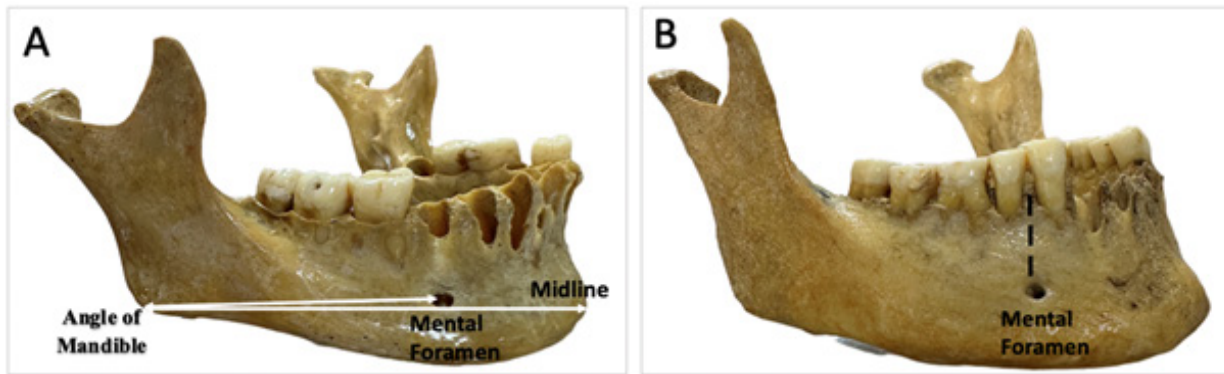 A
Midline
Angle of
Mandible
Mental
Foramen
B
Mental
Foramen